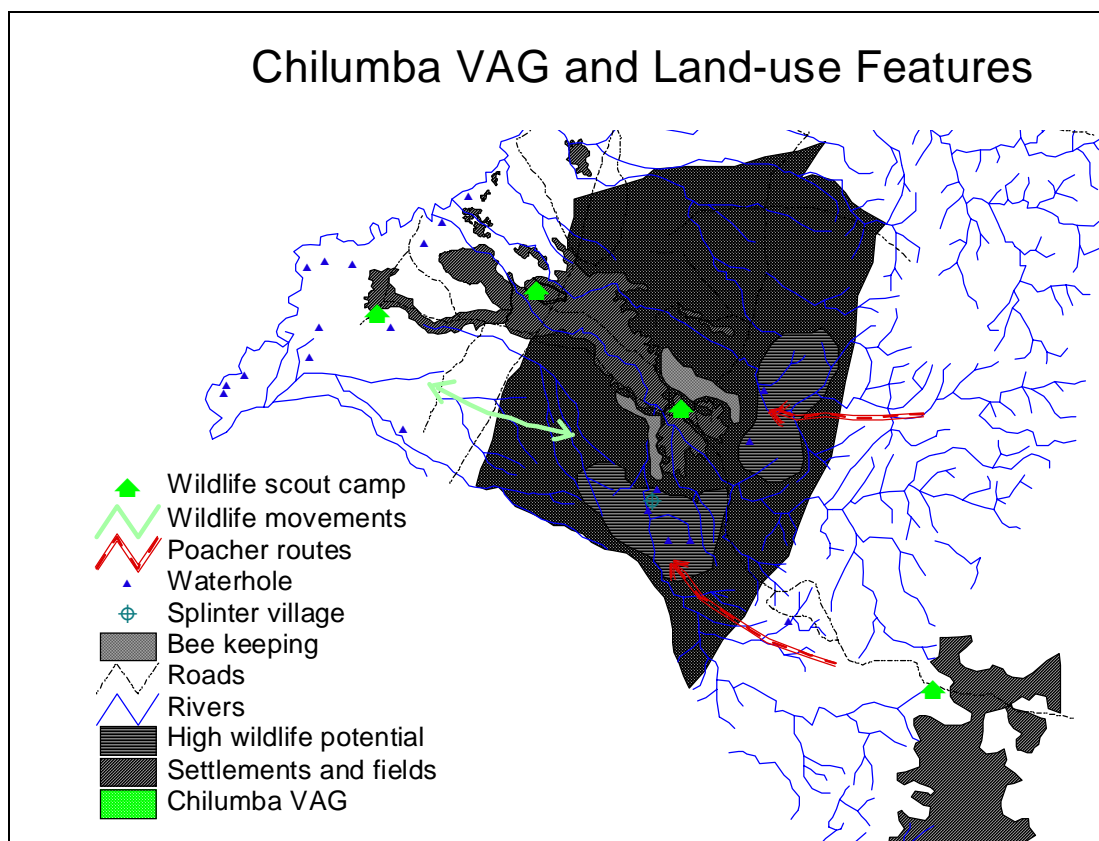 Chilumba VAG and Land-use Features
Wildlife scout camp
Wildlife movements
Poacher routes
Waterhole
Splinter village
Bee keeping
Roads
Rivers
High wildlife potential
Settlements and fields
Chilumba VAG